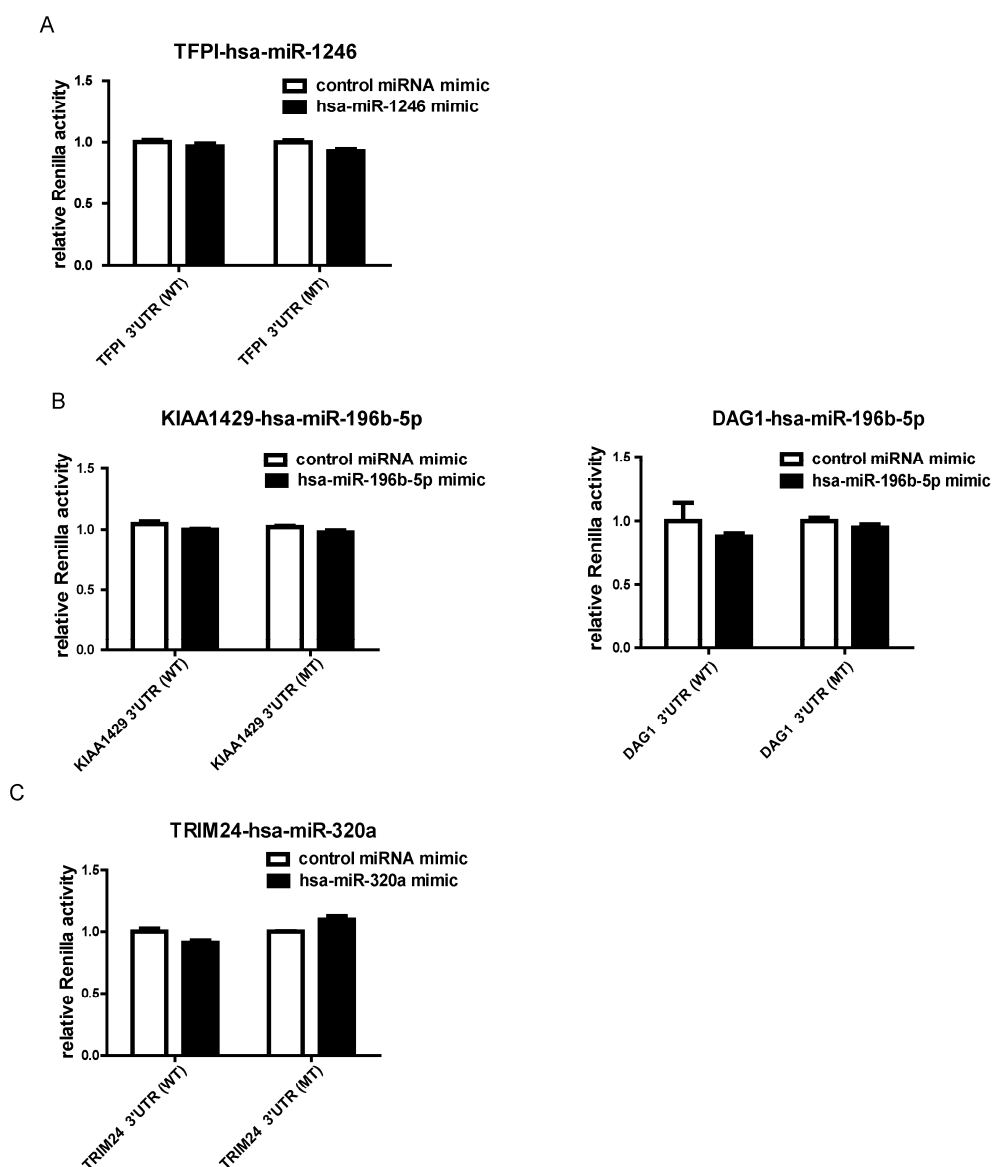 A
TFPI-hsa-miR-1246
control miRNA mimic
hsa-miR-1246 mimic
relative Renilla activity
1.5
1.0
0.5
0.0
TFPI 3'UTR (WT)
TFPI 3'UTR (MT)
B
KIAA1429-hsa-miR-196b-5p
control miRNA mimic
hsa-miR-196b-5p mimic
relative Renilla activity
1.5
1.0
0.5
0.0
KIAA1429 3'UTR (WT)
KIAA1429 3'UTR (MT)
DAG1-hsa-miR-196b-5p
control miRNA mimic
hsa-miR-196b-5p mimic
relative Renilla activity
1.5
1.0
0.5
0.0
DAG1 3'UTR (WT)
DAG1 3'UTR (MT)
C
TRIM24-hsa-miR-320a
control miRNA mimic
hsa-miR-320a mimic
relative Renilla activity
1.5
1.0
0.5
0.0
TRIM24 3'UTR (WT)
TRIM24 3'UTR (MT)